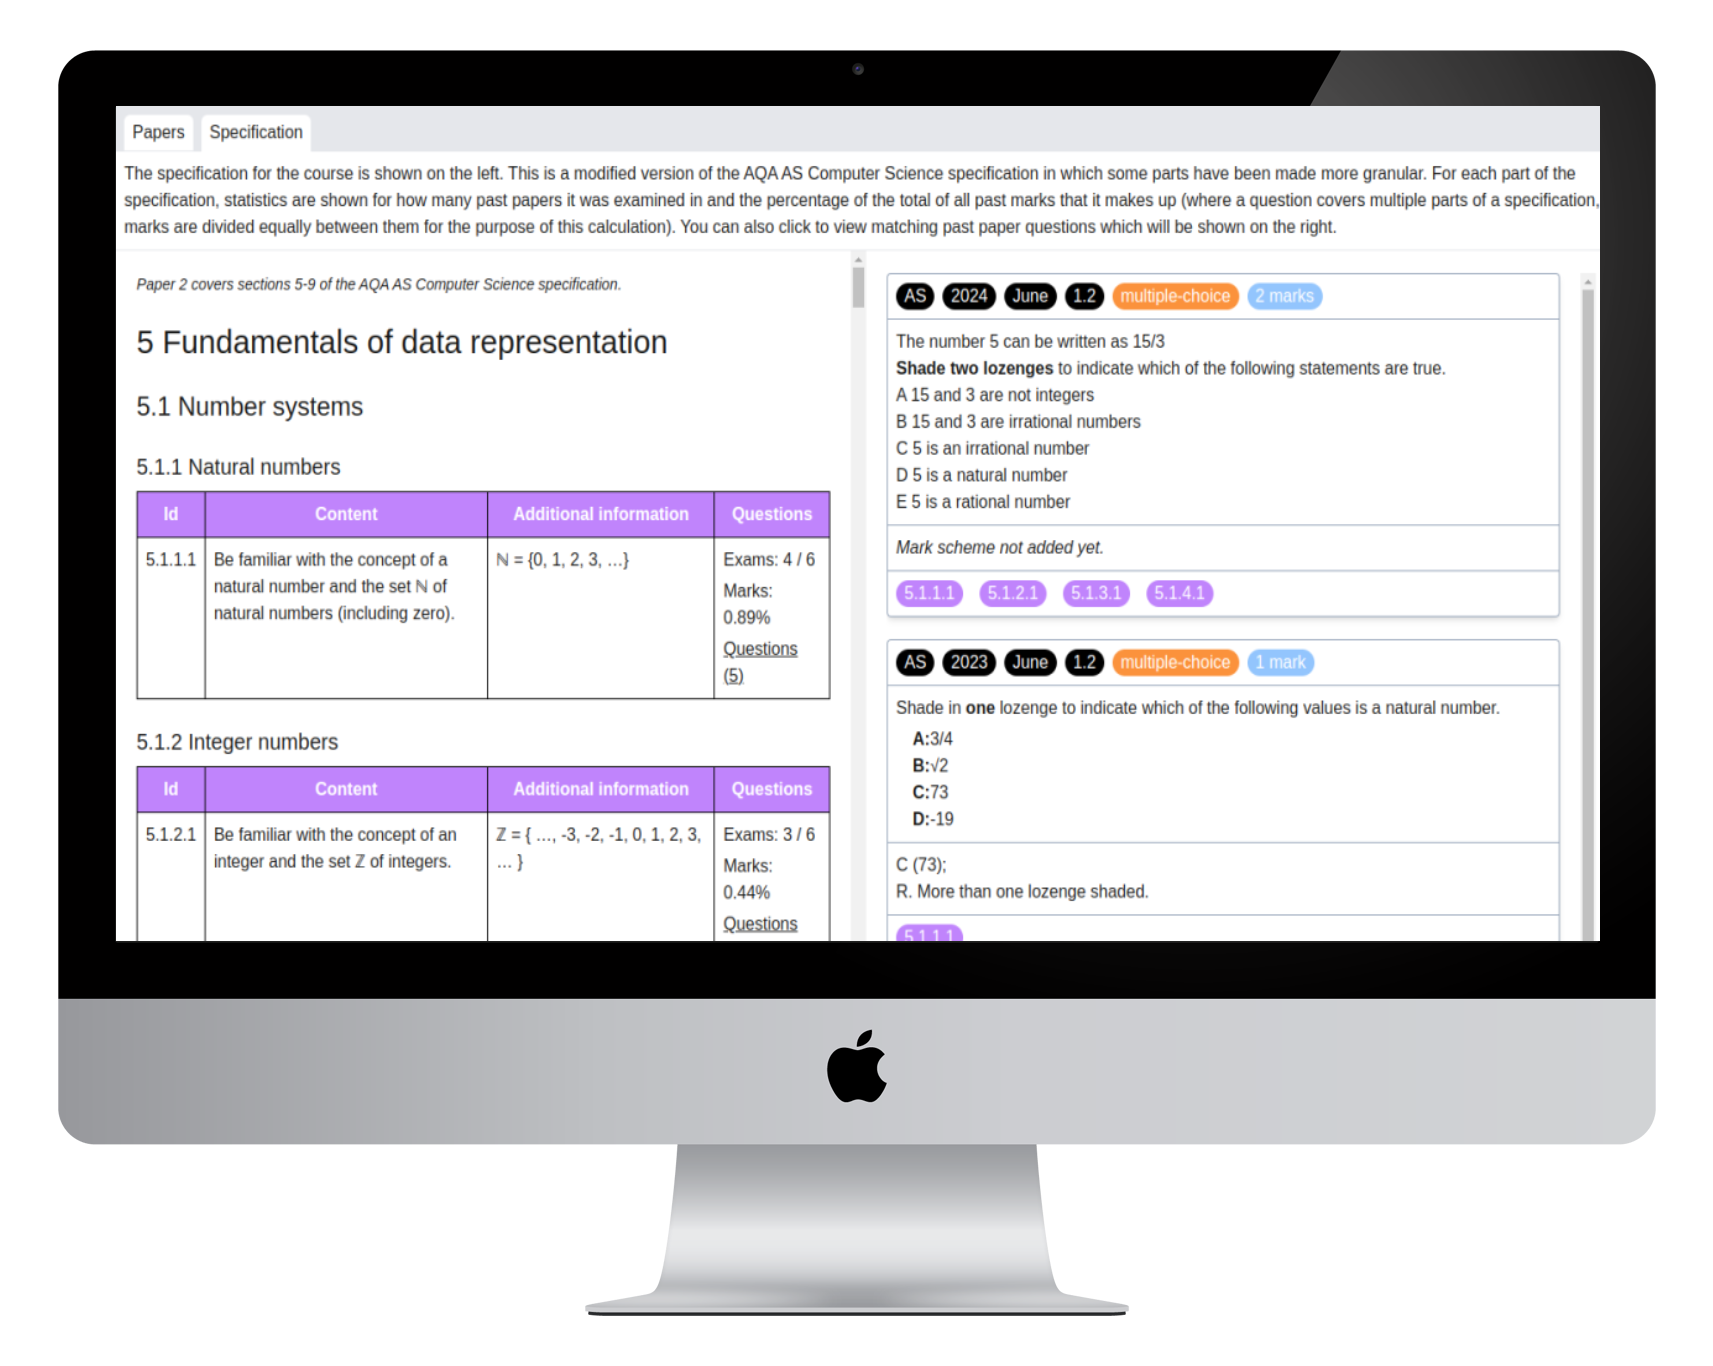 Papers
Specification
The specification for the course is shown on the left. This is a modified version of the AQA AS Computer Science specification in which some parts have been made more granular. For each part of the
specification, statistics are shown for how many past papers it was examined in and the percentage of the total of all past marks that it makes up (where a question covers multiple parts of a specification,
marks are divided equally between them for the purpose of this calculation). You can also click to view matching past paper questions which will be shown on the right.
Paper 2 covers sections 5-9 of the AQA AS Computer Science specification.
5 Fundamentals of data representation
5.1 Number systems
5.1.1 Natural numbers
Id Content Additional information Questions
5.1.1.1 Be familiar with the concept of a ℕ = {0, 1, 2, 3, ...} Exams: 4 / 6
natural number and the set ℕ of Marks:
natural numbers (including zero). 0.89%
Questions
(5)
5.1.2 Integer numbers
Id Content Additional information Questions
5.1.2.1 Be familiar with the concept of an ℤ = { ..., -3, -2, -1, 0, 1, 2, 3, Exams: 3 / 6
integer and the set ℤ of integers. ... } Marks:
0.44%
Questions
AS 2024 June 1.2 multiple-choice 2 marks
The number 5 can be written as 15/3
Shade two lozenges to indicate which of the following statements are true.
A 15 and 3 are not integers
B 15 and 3 are irrational numbers
C 5 is an irrational number
D 5 is a natural number
E 5 is a rational number
Mark scheme not added yet.
5.1.1.1 5.1.2.1 5.1.3.1 5.1.4.1
AS 2023 June 1.2 multiple-choice 1 mark
Shade in one lozenge to indicate which of the following values is a natural number.
A:3/4
B:√2
C:73
D:-19
C (73);
R. More than one lozenge shaded.
5.1.1.1